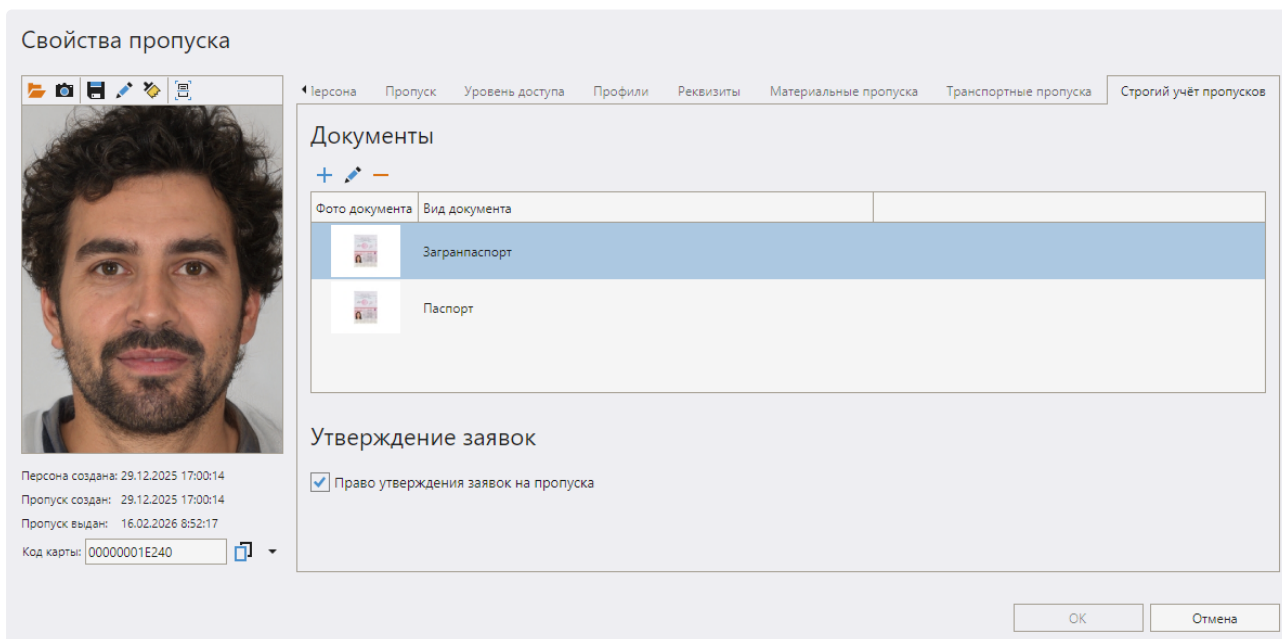 Свойства пропуска
Персона Пропуск Уровень доступа Профили Реквизиты Материальные пропуска Транспортные пропуска Строгий учёт пропусков
Документы
Фото документа Вид документа
Загранпаспорт
Паспорт
Утверждение заявок
Право утверждения заявок на пропуска
Персона создана: 29.12.2025 17:00:14
Пропуск создан: 29.12.2025 17:00:14
Пропуск выдан: 16.02.2026 8:52:17
Код карты: 00000001E240
ОК Отмена